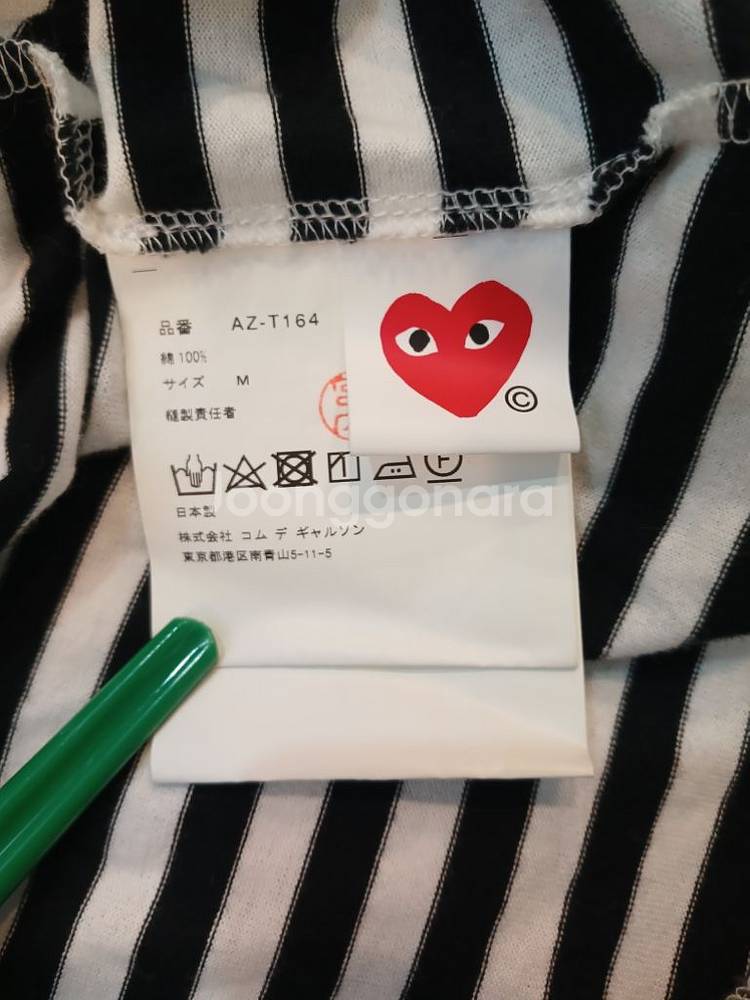 品番 AZ-T164
綿 100%
サイズ M
縫製責任者
©
F
Joonggonara
日本製
株式会社 コム デ ギャルソン
東京都港区南青山5-11-5